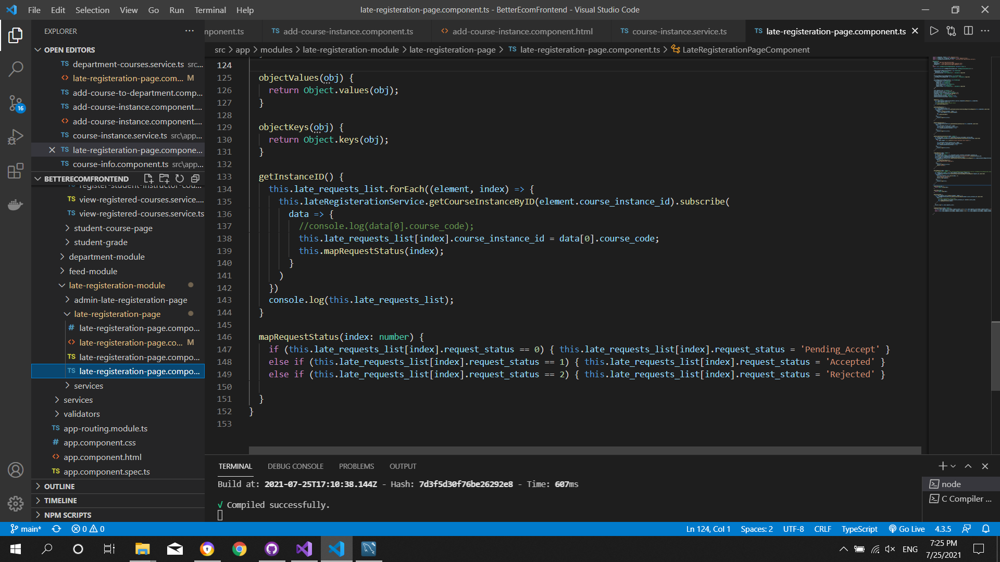 File Edit Selection View Go Run Terminal Help
late-registeration-page.component.ts - BetterEcomFrontend - Visual Studio Code
EXPLORER
mponent.ts
TS add-course-instance.component.ts
<> add-course-instance.component.html
TS course-instance.service.ts
TS late-registeration-page.component.ts
OPEN EDITORS
src > app > modules > late-registeration-module > late-registeration-page > TS late-registeration-page.component.ts > LateRegisterationPageComponent
TS department-courses.service.ts src...
<> late-registeration-page.com... M
TS add-course-to-department.comp...
TS add-course-instance.component....
<> add-course-instance.component....
TS course-instance.service.ts src\app...
TS late-registeration-page.compone...
TS course-info.component.ts src\app...
BETTERECOMFRONTEND
register-student-instructor-cou...
TS view-registered-courses.service....
TS view-registered-courses.service.ts
student-course-page
student-grade
department-module
feed-module
late-registeration-module
admin-late-registeration-page
late-registeration-page
# late-registeration-page.compo...
<> late-registeration-page.co... M
TS late-registeration-page.compo...
TS late-registeration-page.compo...
services
services
validators
TS app-routing.module.ts
# app.component.css
<> app.component.html
TS app.component.spec.ts
OUTLINE
TIMELINE
NPM SCRIPTS
16
124
125 objectValues(obj) {
126 return Object.values(obj);
127 }
128
129 objectKeys(obj) {
130 return Object.keys(obj);
131 }
132
133 getInstanceID() {
134 this.late_requests_list.forEach((element, index) => {
135 this.lateRegisterationService.getCourseInstanceByID(element.course_instance_id).subscribe(
136 data => {
137 //console.log(data[0].course_code);
138 this.late_requests_list[index].course_instance_id = data[0].course_code;
139 this.mapRequestStatus(index);
140 }
141 )
142 })
143 console.log(this.late_requests_list);
144 }
145
146 mapRequestStatus(index: number) {
147 if (this.late_requests_list[index].request_status == 0) { this.late_requests_list[index].request_status = 'Pending_Accept' }
148 else if (this.late_requests_list[index].request_status == 1) { this.late_requests_list[index].request_status = 'Accepted' }
149 else if (this.late_requests_list[index].request_status == 2) { this.late_requests_list[index].request_status = 'Rejected' }
150
151 }
152 }
153
TERMINAL DEBUG CONSOLE PROBLEMS OUTPUT
Build at: 2021-07-25T17:10:38.144Z - Hash: 7d3f5d30f76be26292e8 - Time: 607ms
√ Compiled successfully.
node
C Compiler ...
main* 0 0
Ln 124, Col 1 Spaces: 2 UTF-8 CRLF TypeScript Go Live 4.3.5
ENG
7:25 PM
7/25/2021